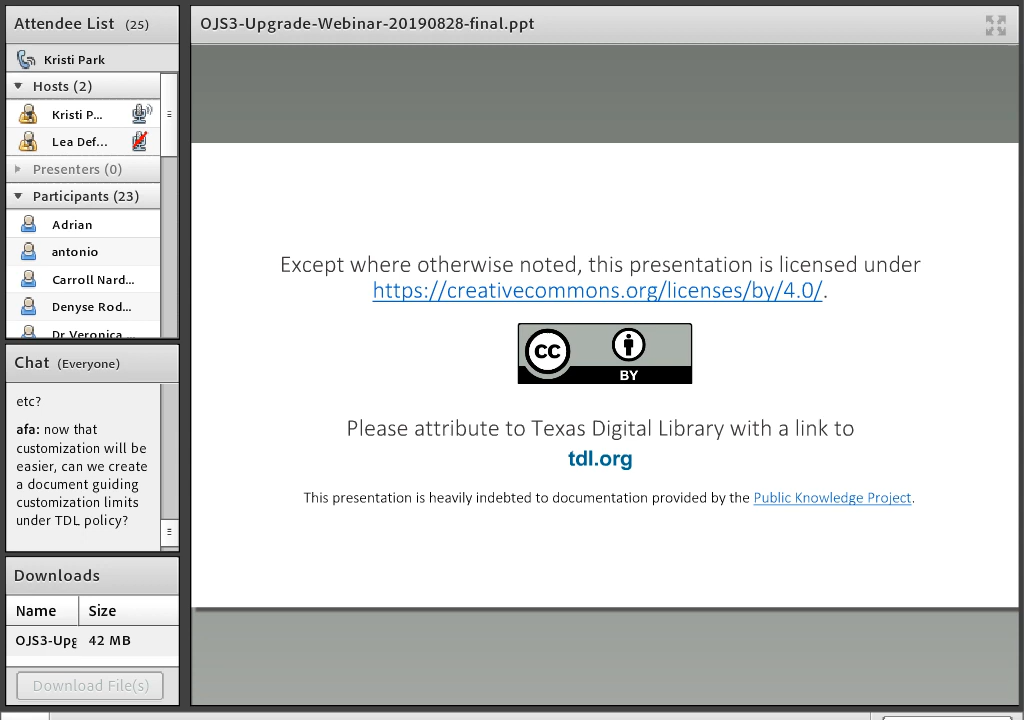 Attendee List (25)
Kristi Park
Hosts (2)
Kristi P...
Lea Def...
Presenters (0)
Participants (23)
Adrian
antonio
Carroll Nard...
Denyse Rod...
Dr Veronica ...
Chat (Everyone)
etc?
afa: now that
customization will be
easier, can we create
a document guiding
customization limits
under TDL policy?
Downloads
Name Size
OJS3-Upg 42 MB
Download File(s)
OJS3-Upgrade-Webinar-20190828-final.ppt
Except where otherwise noted, this presentation is licensed under
https://creativecommons.org/licenses/by/4.0/.
CC
BY
Please attribute to Texas Digital Library with a link to
tdl.org
This presentation is heavily indebted to documentation provided by the Public Knowledge Project.